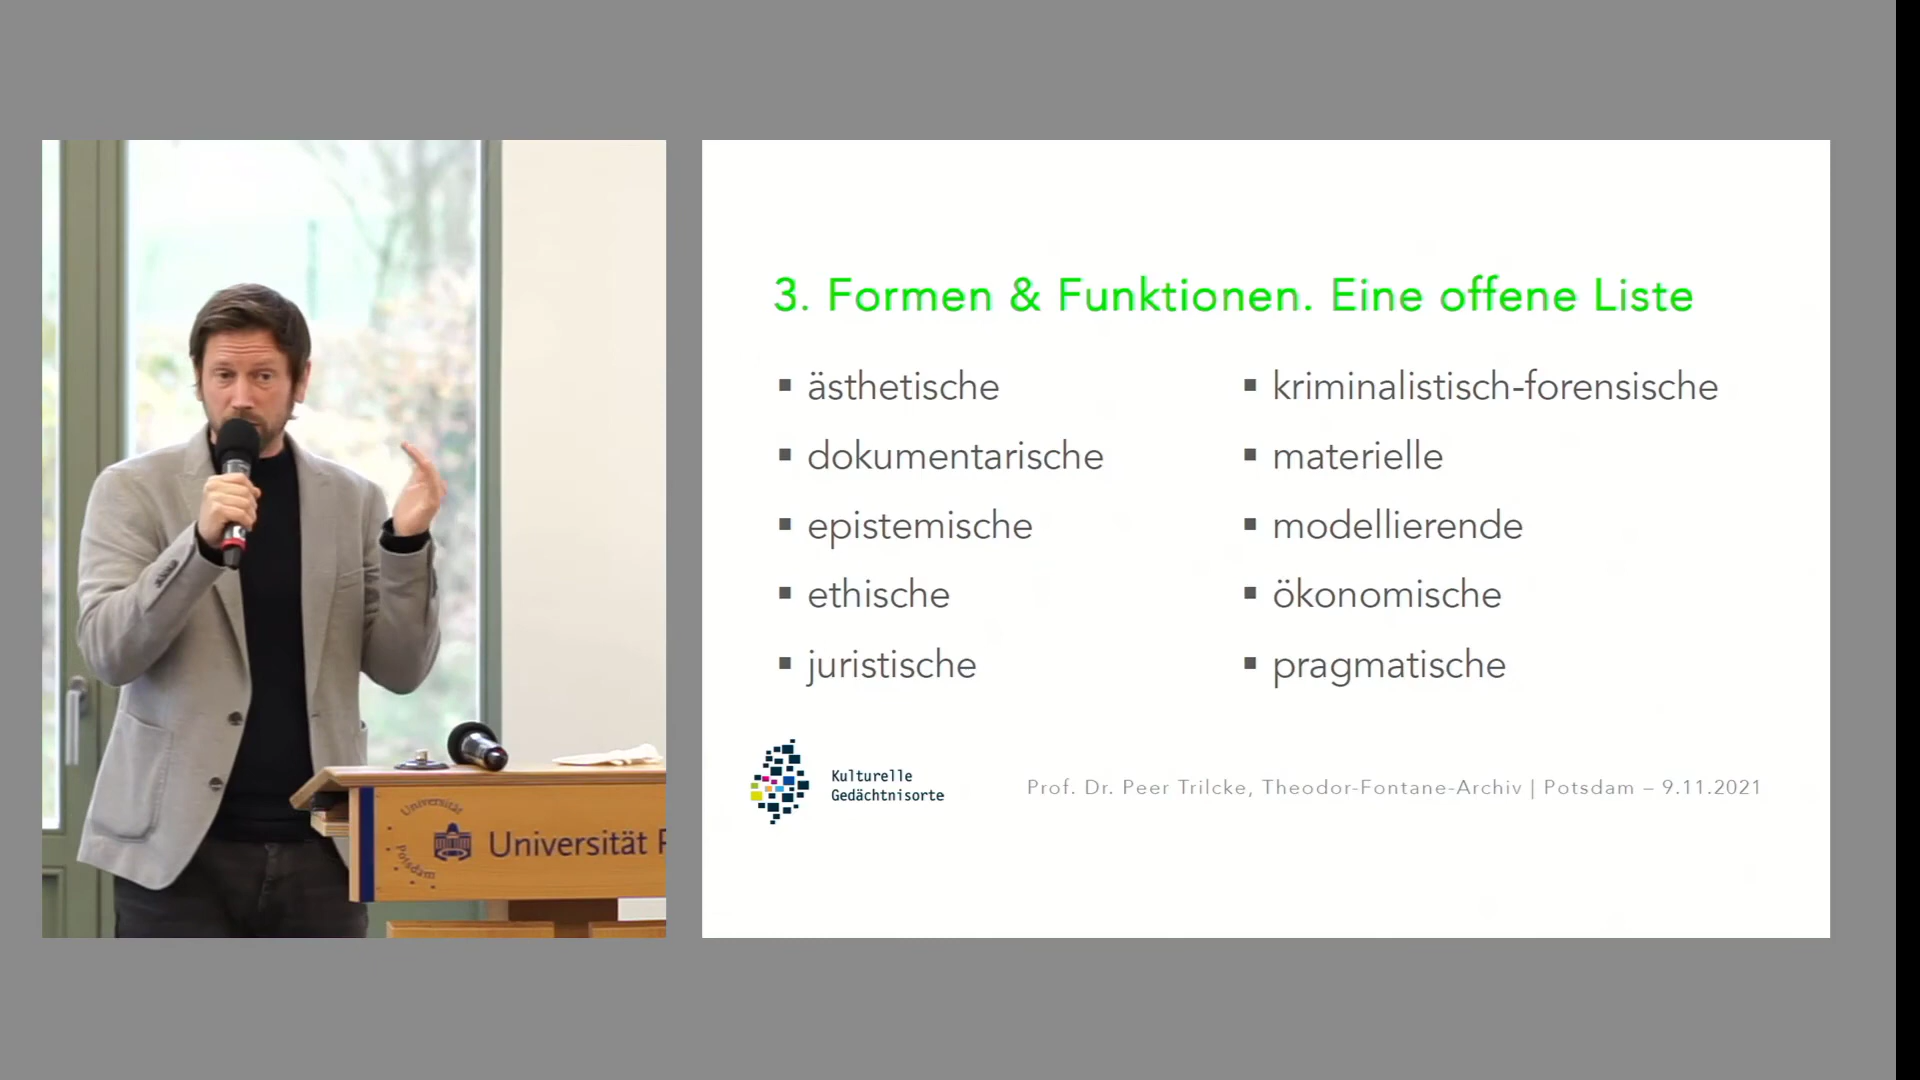 3. Formen & Funktionen. Eine offene Liste
▪ ästhetische
▪ dokumentarische
▪ epistemische
▪ ethische
▪ juristische
▪ kriminalistisch-forensische
▪ materielle
▪ modellierende
▪ ökonomische
▪ pragmatische
Kulturelle
Gedächtnisorte
Prof. Dr. Peer Trilcke, Theodor-Fontane-Archiv | Potsdam – 9.11.2021
Universität
Potsdam
Universität P